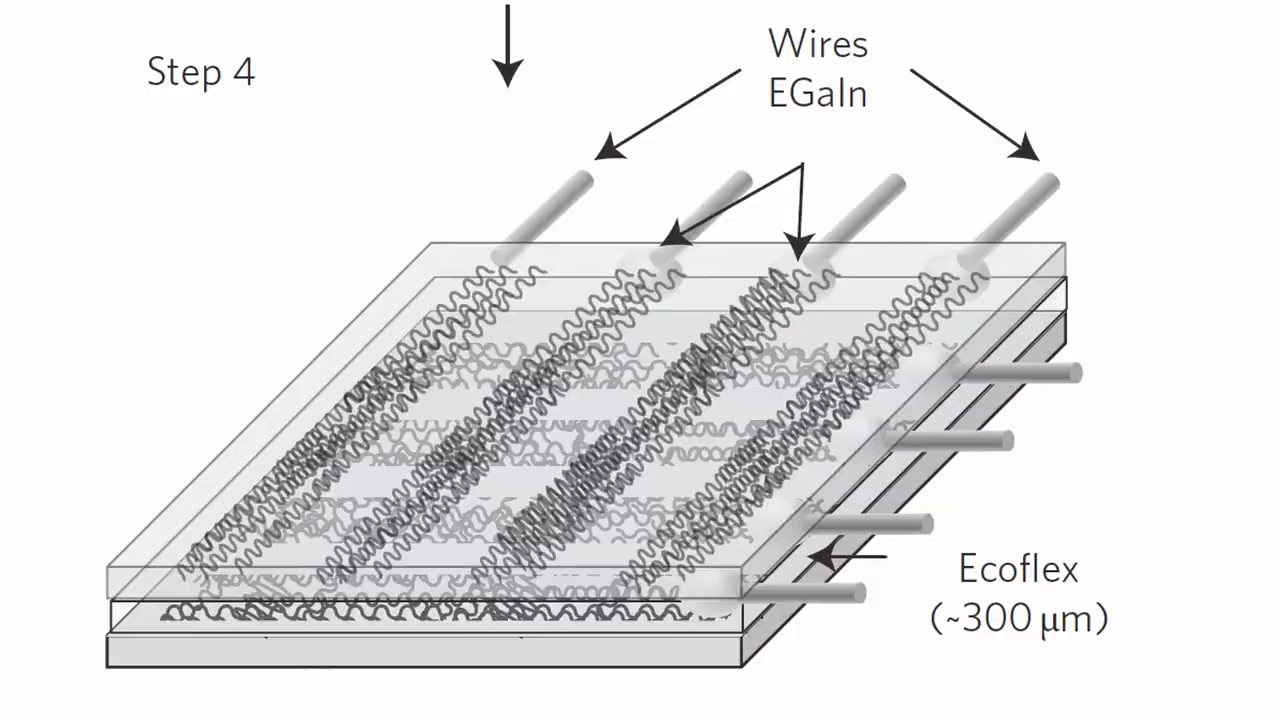 Step 4
Wires
EGaIn
Ecoflex
(~300 μm)